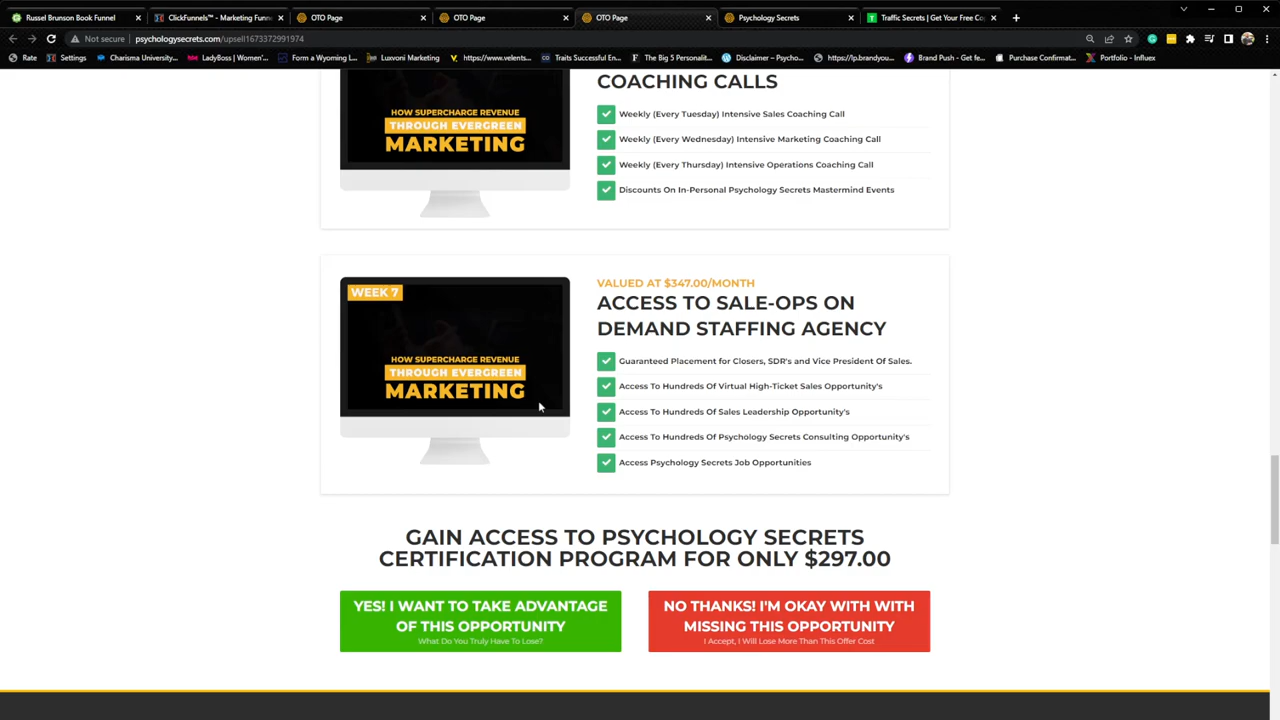 Russel Brunson Book Funnel
ClickFunnels™ - Marketing Funn
OTO Page
OTO Page
OTO Page
Psychology Secrets
Traffic Secrets | Get Your Free Co
Not secure
psychologysecrets.com/upsell1673372991974
Rate
Settings
Charisma University...
LadyBoss | Women'...
Form a Wyoming L...
Luxvoni Marketing
https://www.velents...
Traits Successful En...
The Big 5 Personalit...
Disclaimer – Psycho...
https://lp.brandyou...
Brand Push - Get fe...
Purchase Confirmat...
Portfolio - Influex
HOW SUPERCHARGE REVENUE
THROUGH EVERGREEN
MARKETING
COACHING CALLS
Weekly (Every Tuesday) Intensive Sales Coaching Call
Weekly (Every Wednesday) Intensive Marketing Coaching Call
Weekly (Every Thursday) Intensive Operations Coaching Call
Discounts On In-Personal Psychology Secrets Mastermind Events
WEEK 7
HOW SUPERCHARGE REVENUE
THROUGH EVERGREEN
MARKETING
VALUED AT $347.00/MONTH
ACCESS TO SALE-OPS ON
DEMAND STAFFING AGENCY
Guaranteed Placement for Closers, SDR's and Vice President Of Sales.
Access To Hundreds Of Virtual High-Ticket Sales Opportunity's
Access To Hundreds Of Sales Leadership Opportunity's
Access To Hundreds Of Psychology Secrets Consulting Opportunity's
Access Psychology Secrets Job Opportunities
GAIN ACCESS TO PSYCHOLOGY SECRETS
CERTIFICATION PROGRAM FOR ONLY $297.00
YES! I WANT TO TAKE ADVANTAGE
OF THIS OPPORTUNITY
What Do You Truly Have To Lose?
NO THANKS! I'M OKAY WITH WITH
MISSING THIS OPPORTUNITY
I Accept, I Will Lose More Than This Offer Cost